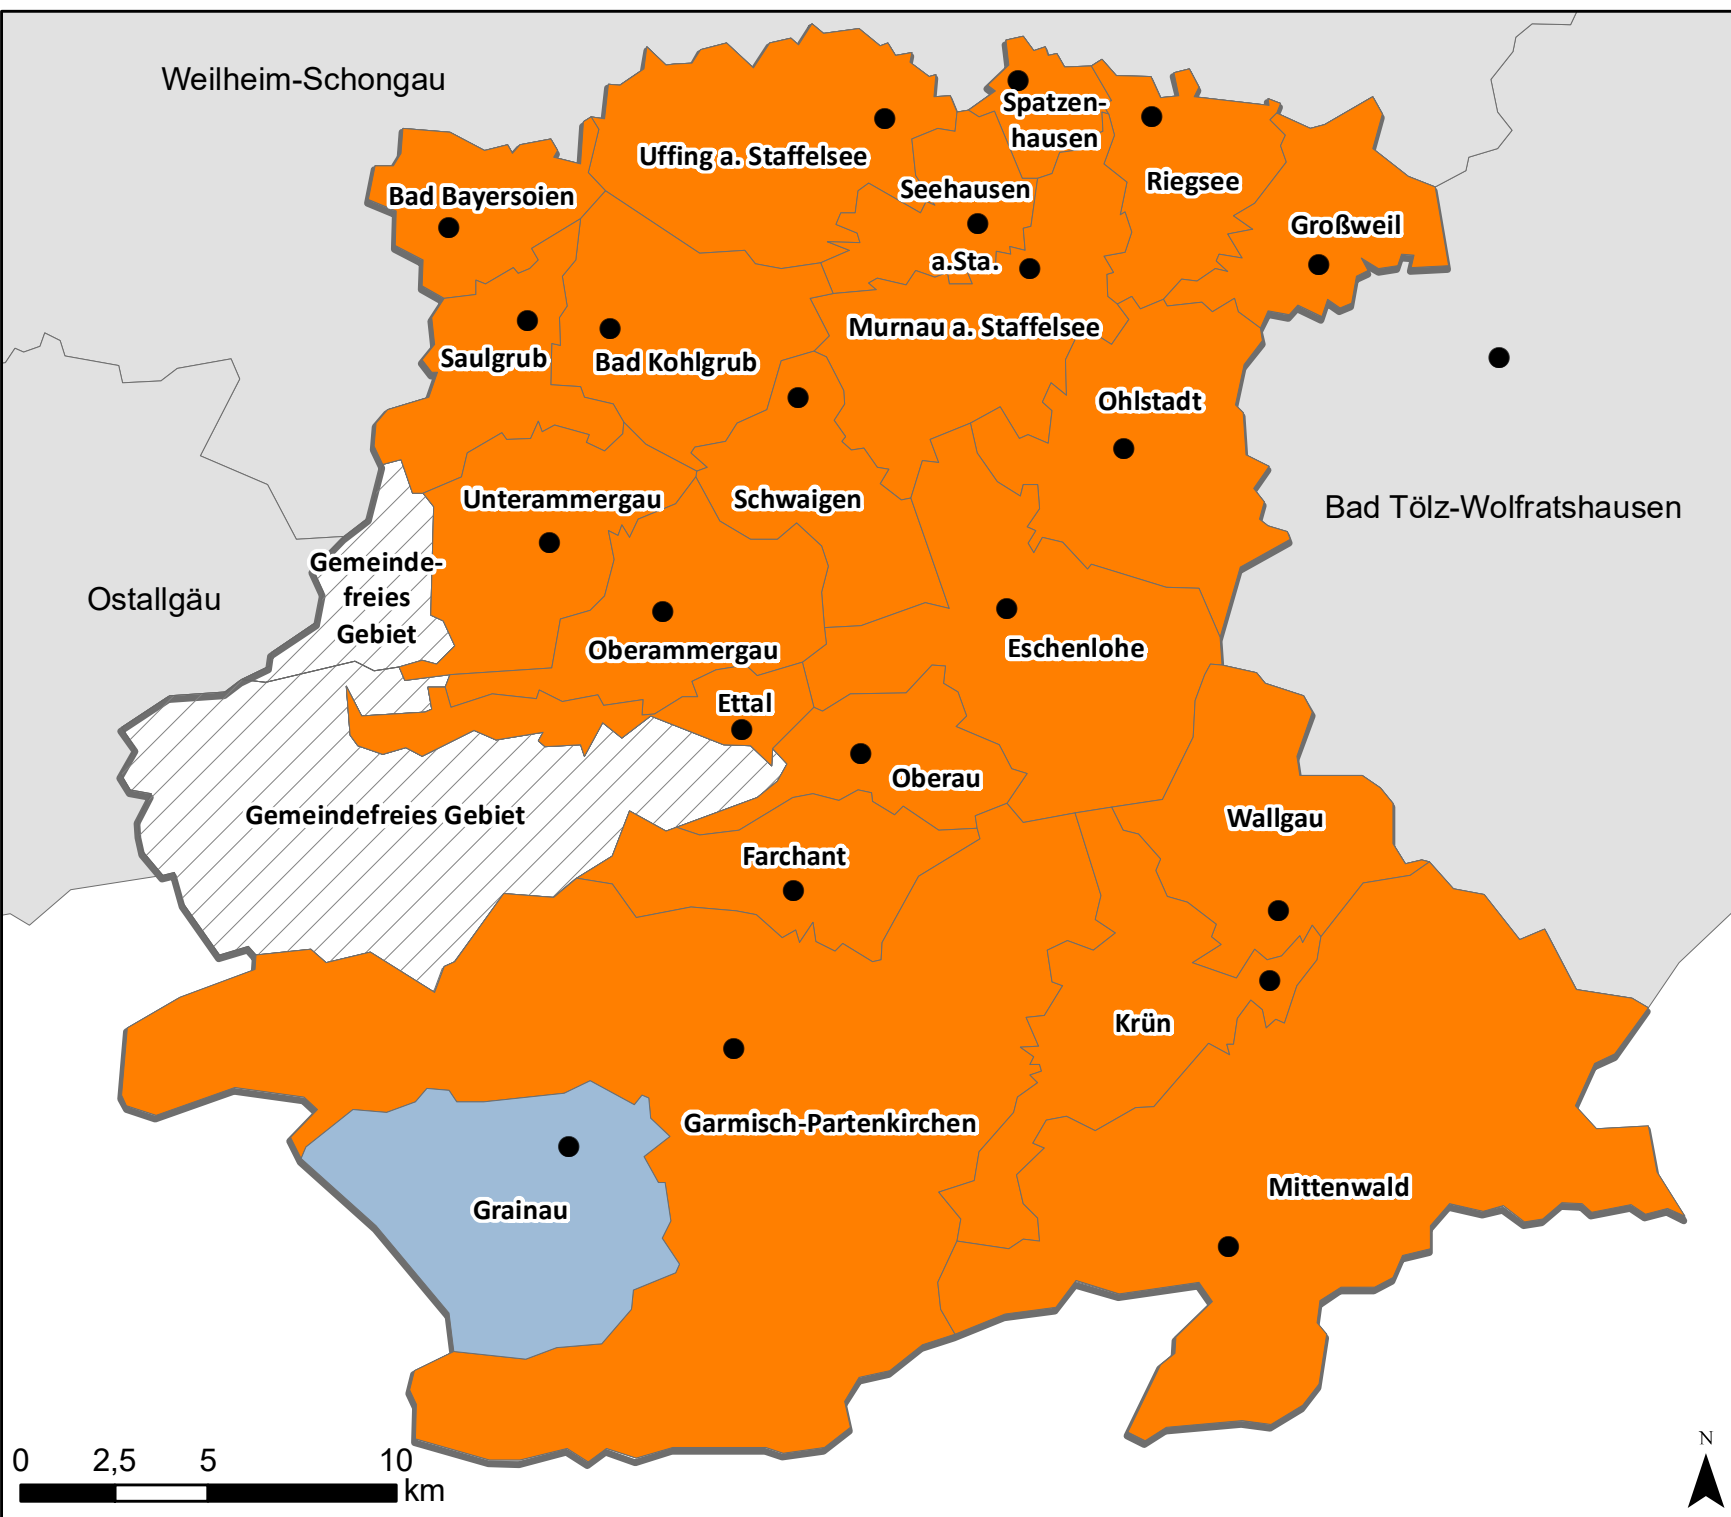 Weilheim-Schongau
Spatzen-
hausen
Uffing a. Staffelsee
Riegsee
Seehausen
a.Sta.
Bad Bayersoien
Großweil
Murnau a. Staffelsee
Saulgrub
Bad Kohlgrub
Ohlstadt
Unterammergau
Schwaigen
Bad Tölz-Wolfratshausen
Gemeinde-
freies
Gebiet
Ostallgäu
Oberammergau
Eschenlohe
Ettal
Oberau
Gemeindefreies Gebiet
Wallgau
Farchant
Krün
Garmisch-Partenkirchen
Mittenwald
Grainau
0 2,5 5 10
km
N